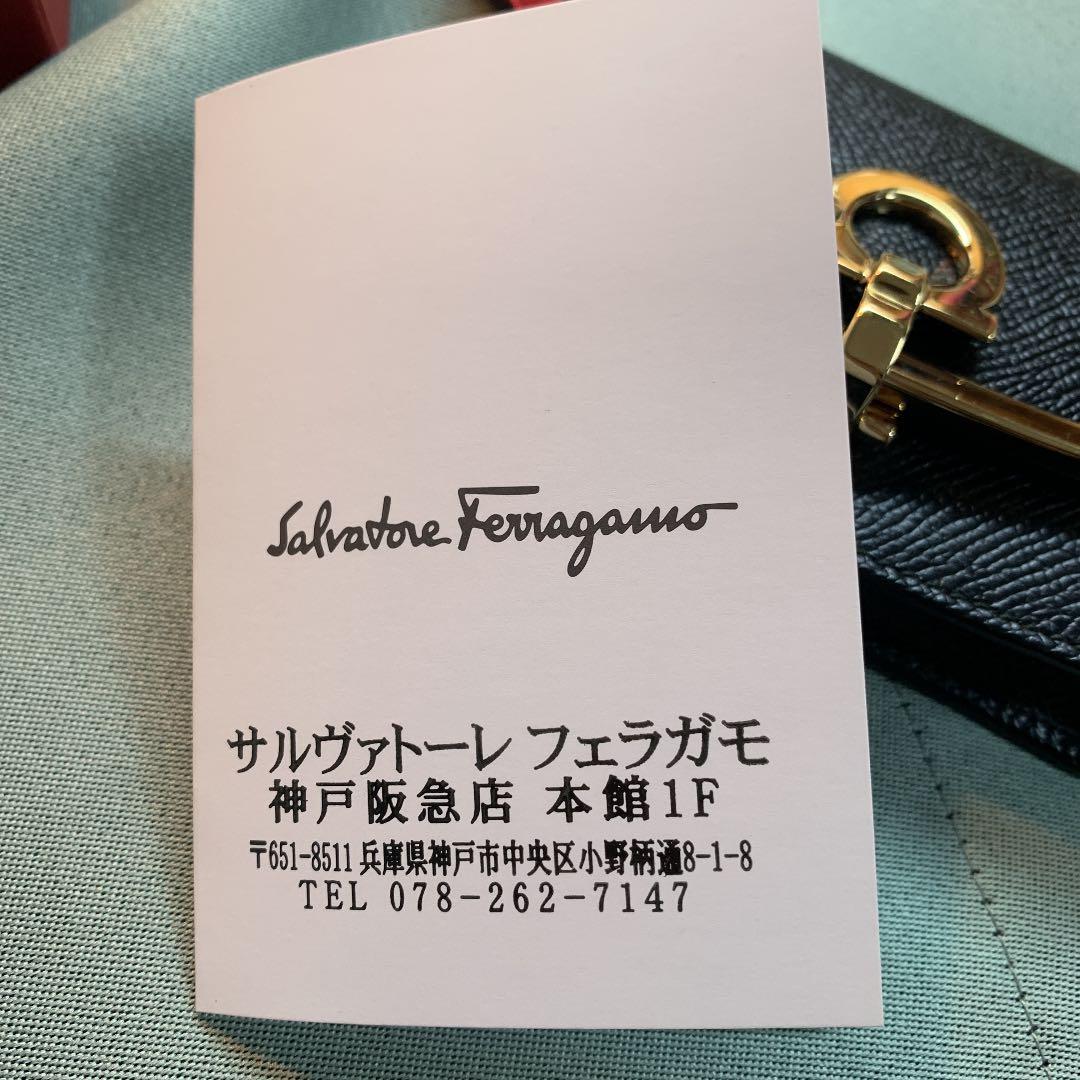 Salvatore Ferragamo
サルヴァトーレ フェラガモ
神戸阪急店 本館1F
〒651-8511 兵庫県神戸市中央区小野柄通8-1-8
TEL 078-262-7147